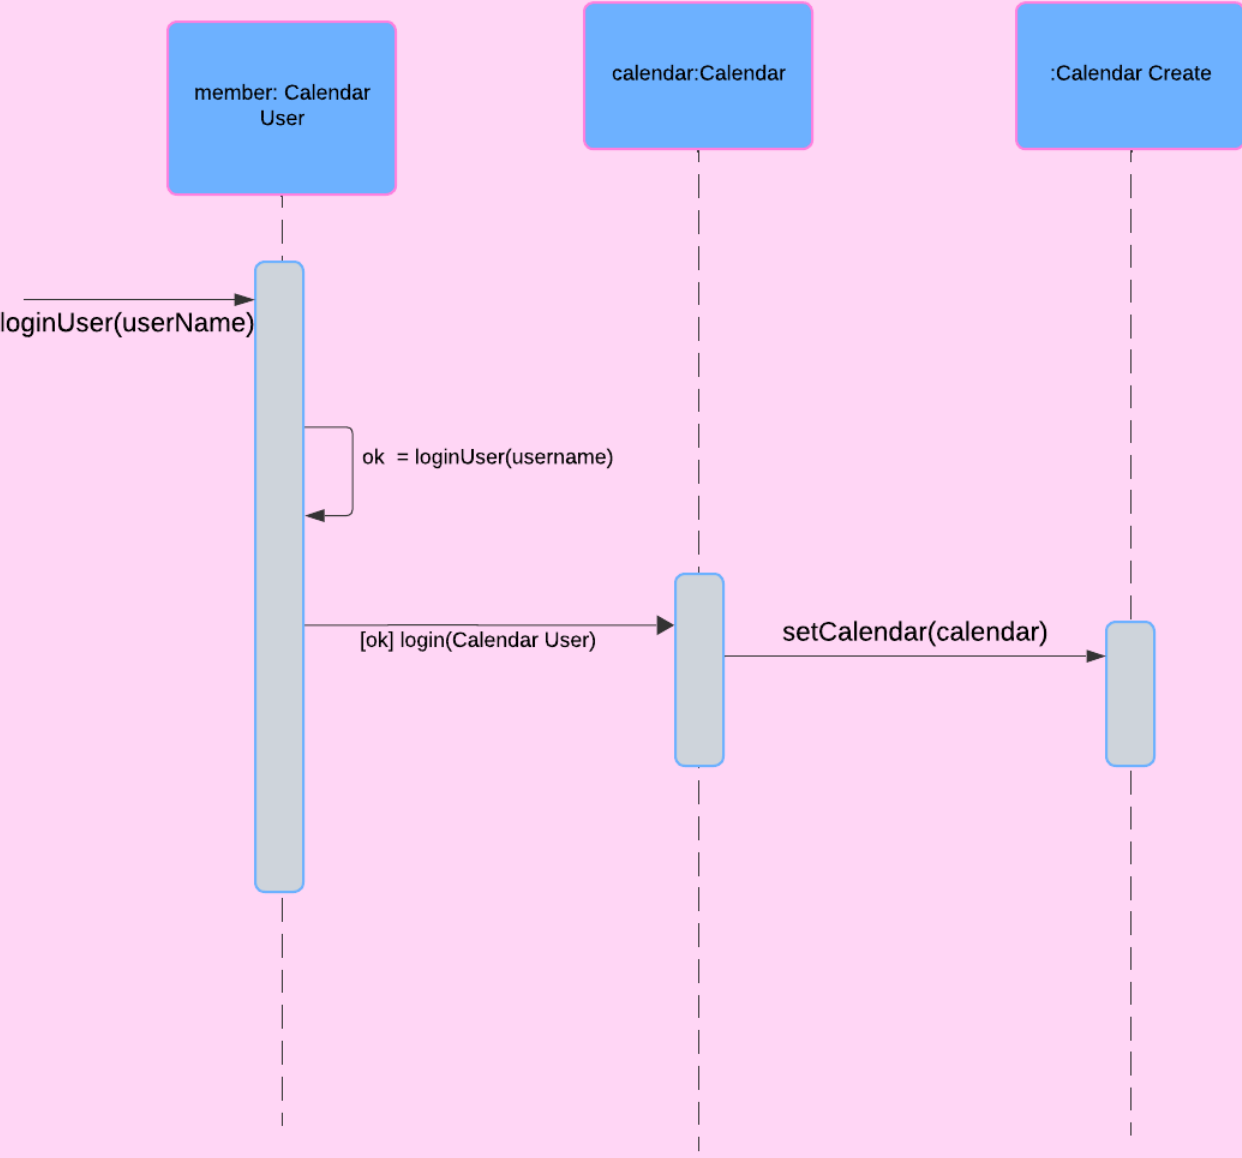 member: Calendar
User
calendar:Calendar
:Calendar Create
loginUser(userName)
ok  = loginUser(username)
[ok] login(Calendar User)
setCalendar(calendar)